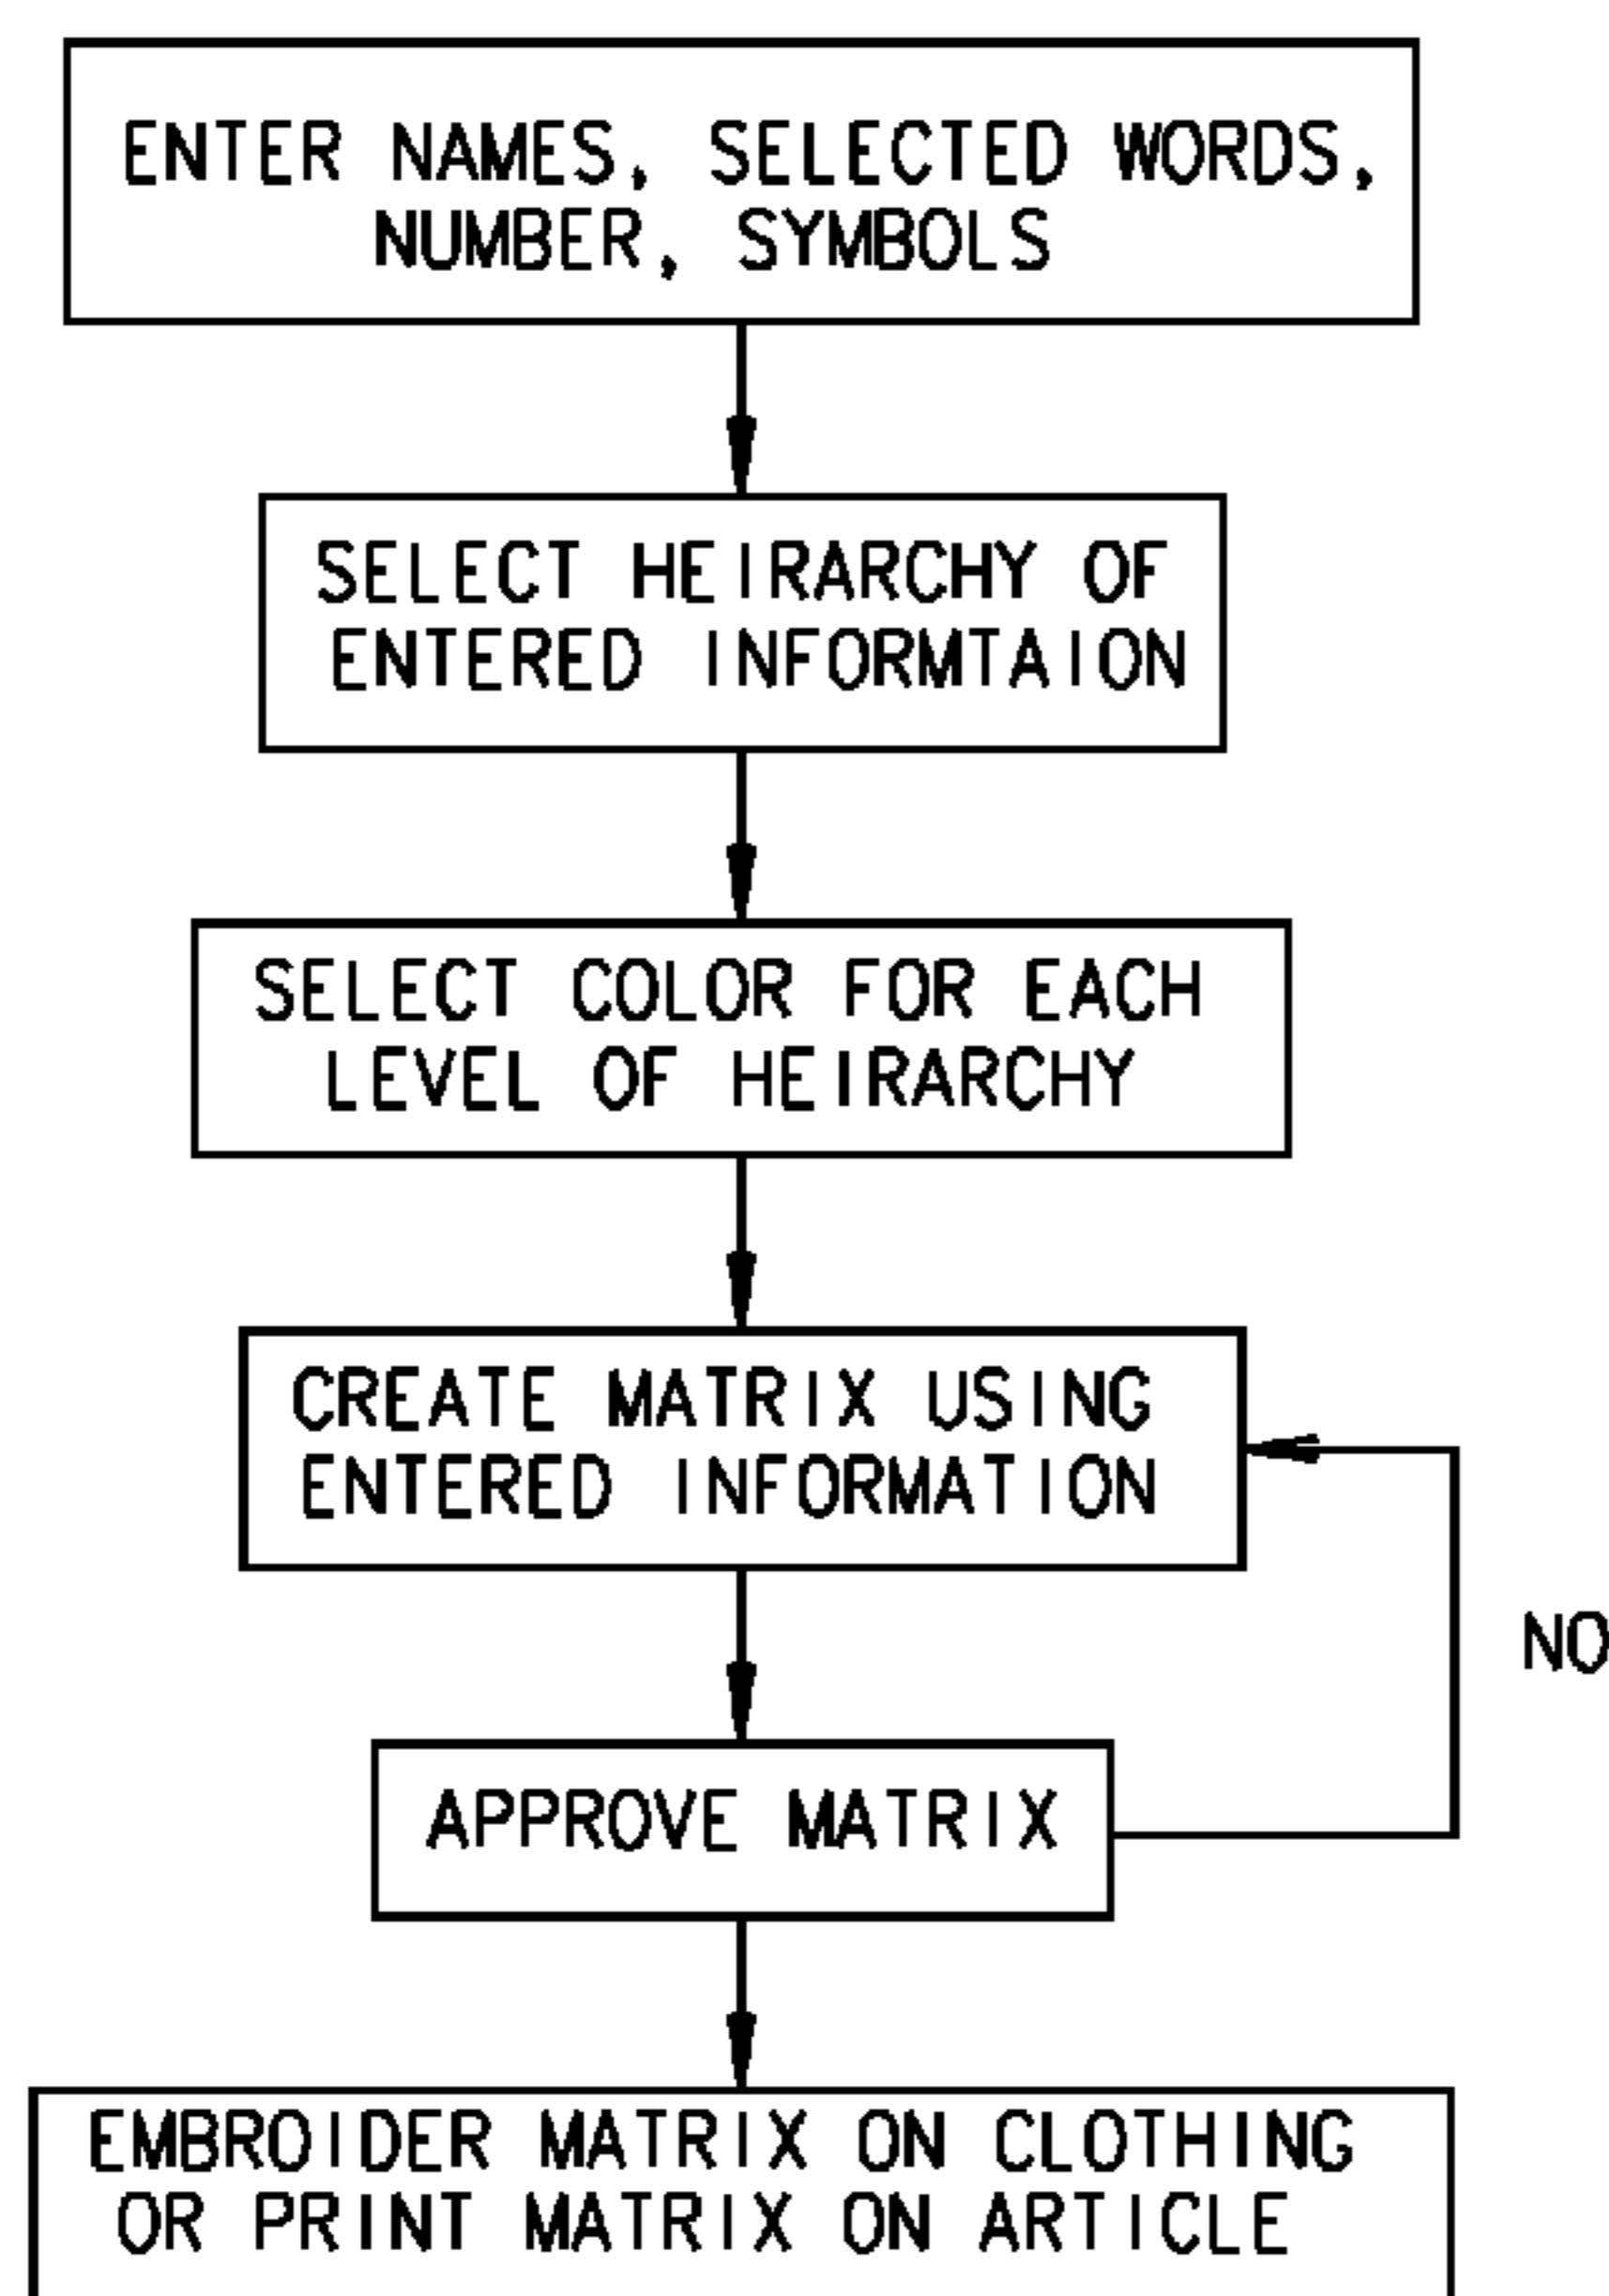 ENTER NAMES, SELECTED WORDS,
NUMBER, SYMBOLS
SELECT HEIRARCHY OF
ENTERED INFORMTAION
SELECT COLOR FOR EACH
LEVEL OF HEIRARCHY
CREATE MATRIX USING
ENTERED INFORMATION
NO
APPROVE MATRIX
EMBROIDER MATRIX ON CLOTHING
OR PRINT MATRIX ON ARTICLE